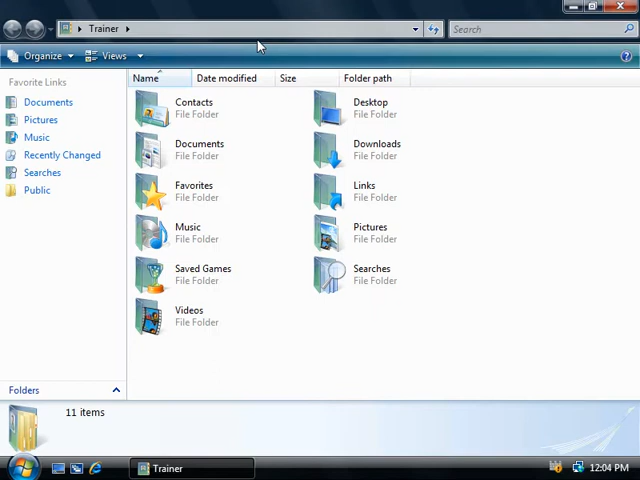 Trainer
Search
Organize
Views
Favorite Links
Documents
Pictures
Music
Recently Changed
Searches
Public
Folders
Name
Date modified
Size
Folder path
Contacts
File Folder
Desktop
File Folder
Documents
File Folder
Downloads
File Folder
Favorites
File Folder
Links
File Folder
Music
File Folder
Pictures
File Folder
Saved Games
File Folder
Searches
File Folder
Videos
File Folder
11 items
Trainer
12:04 PM